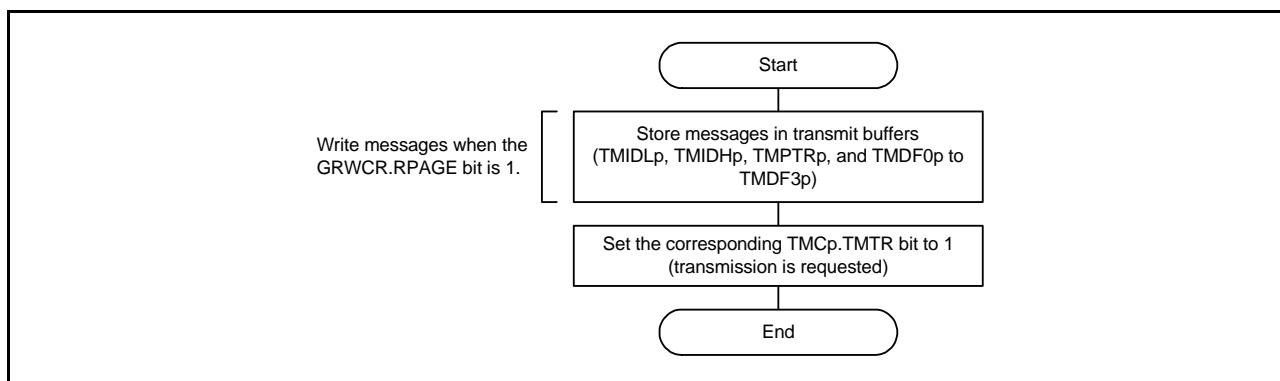 Start
Write messages when the
GRWCR.RPAGE bit is 1.
Store messages in transmit buffers
(TMIDLp, TMIDHp, TMPTRp, and TMDF0p to
TMDF3p)
Set the corresponding TMCp.TMTR bit to 1
(transmission is requested)
End